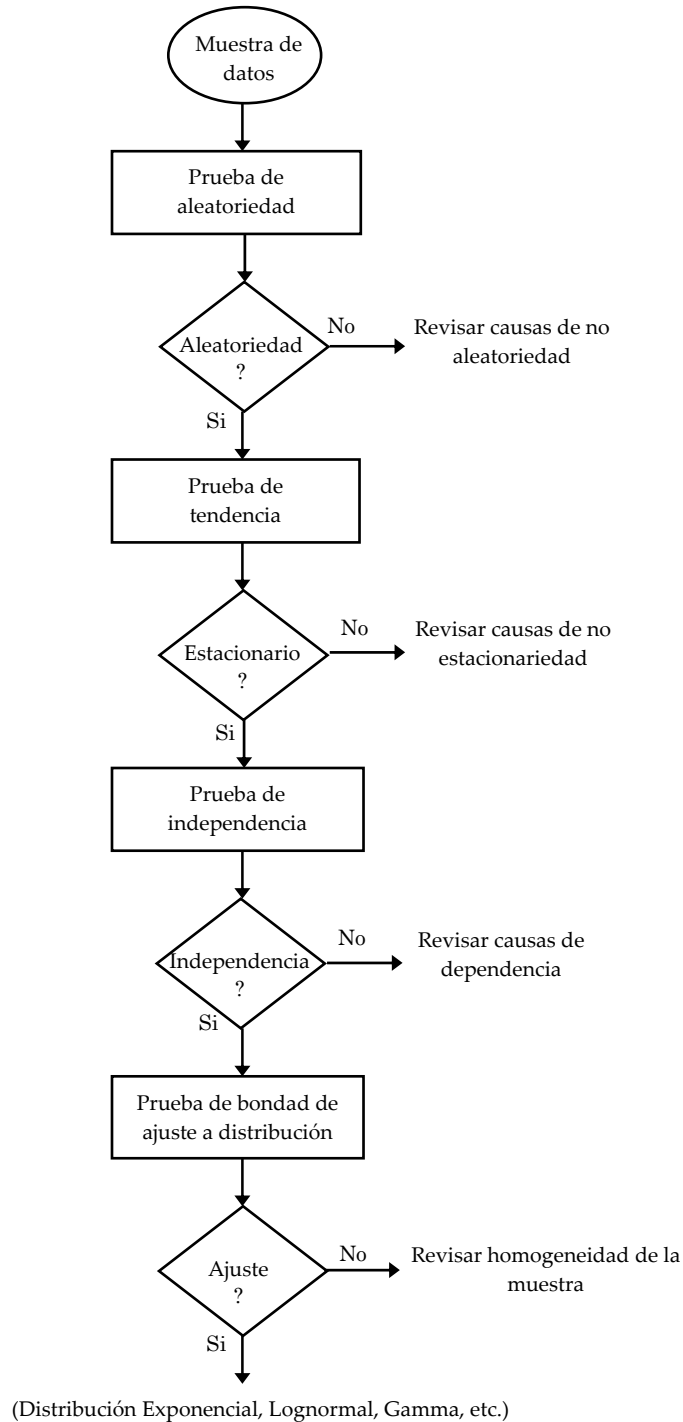 Muestra de
datos
Prueba de
aleatoriedad
Aleatoriedad
?
No
Revisar causas de no
aleatoriedad
Si
Prueba de
tendencia
Estacionario
?
No
Revisar causas de no
estacionariedad
Si
Prueba de
independencia
Independencia
?
No
Revisar causas de
dependencia
Si
Prueba de bondad de
ajuste a distribución
Ajuste
?
No
Revisar homogeneidad de la
muestra
Si
(Distribución Exponencial, Lognormal, Gamma, etc.)